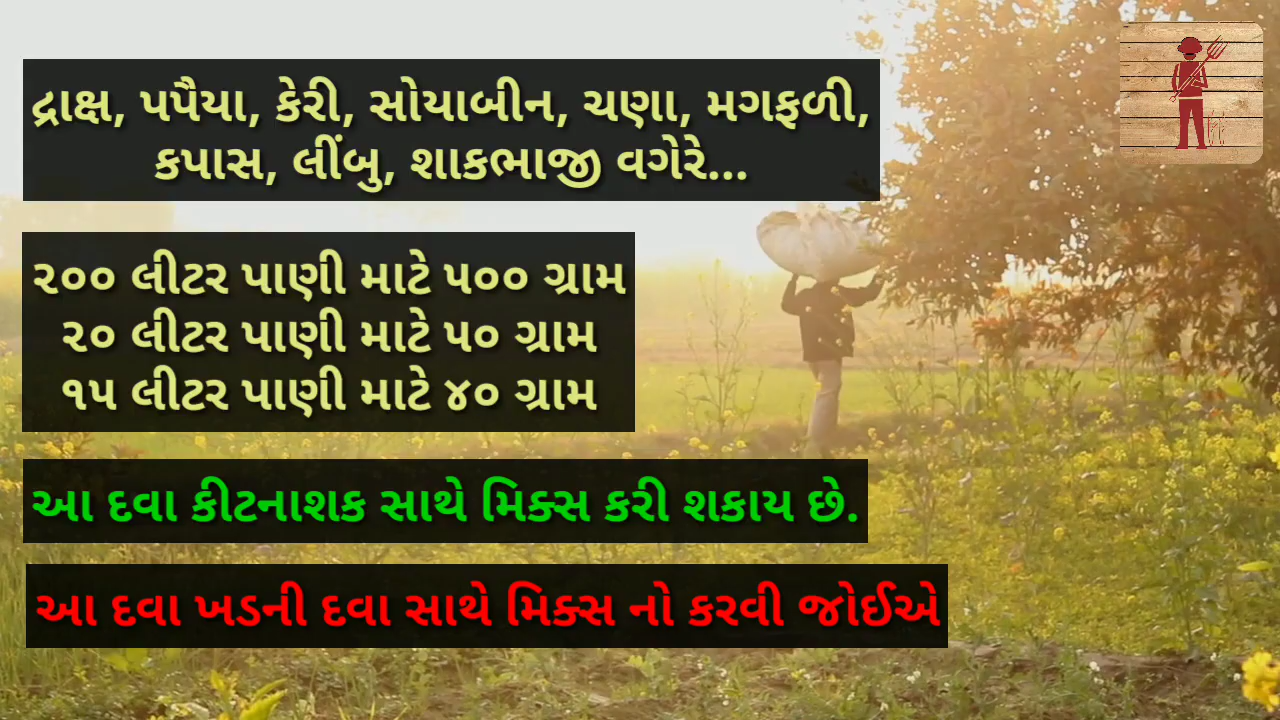 દ્રાક્ષ, પપૈયા, કેરી, સોયાબીન, ચણા, મગફળી,
કપાસ, લીંબુ, શાકભાજી વગેરે...
૨૦૦ લીટર પાણી માટે ૫૦૦ ગ્રામ
૨૦ લીટર પાણી માટે ૫૦ ગ્રામ
૧૫ લીટર પાણી માટે ૪૦ ગ્રામ
આ દવા કીટનાશક સાથે મિક્સ કરી શકાય છે.
આ દવા ખડની દવા સાથે મિક્સ નો કરવી જોઈએ